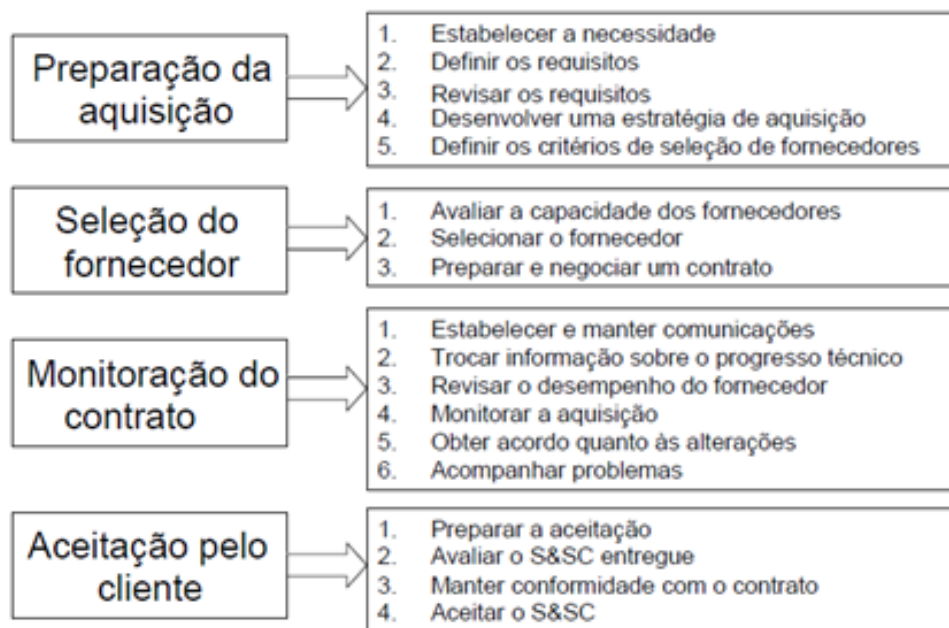 Preparação da
aquisição
1. Estabelecer a necessidade
2. Definir os requisitos
3. Revisar os requisitos
4. Desenvolver uma estratégia de aquisição
5. Definir os critérios de seleção de fornecedores
Seleção do
fornecedor
1. Avaliar a capacidade dos fornecedores
2. Selecionar o fornecedor
3. Preparar e negociar um contrato
Monitoração do
contrato
1. Estabelecer e manter comunicações
2. Trocar informação sobre o progresso técnico
3. Revisar o desempenho do fornecedor
4. Monitorar a aquisição
5. Obter acordo quanto às alterações
6. Acompanhar problemas
Aceitação pelo
cliente
1. Preparar a aceitação
2. Avaliar o S&SC entregue
3. Manter conformidade com o contrato
4. Aceitar o S&SC